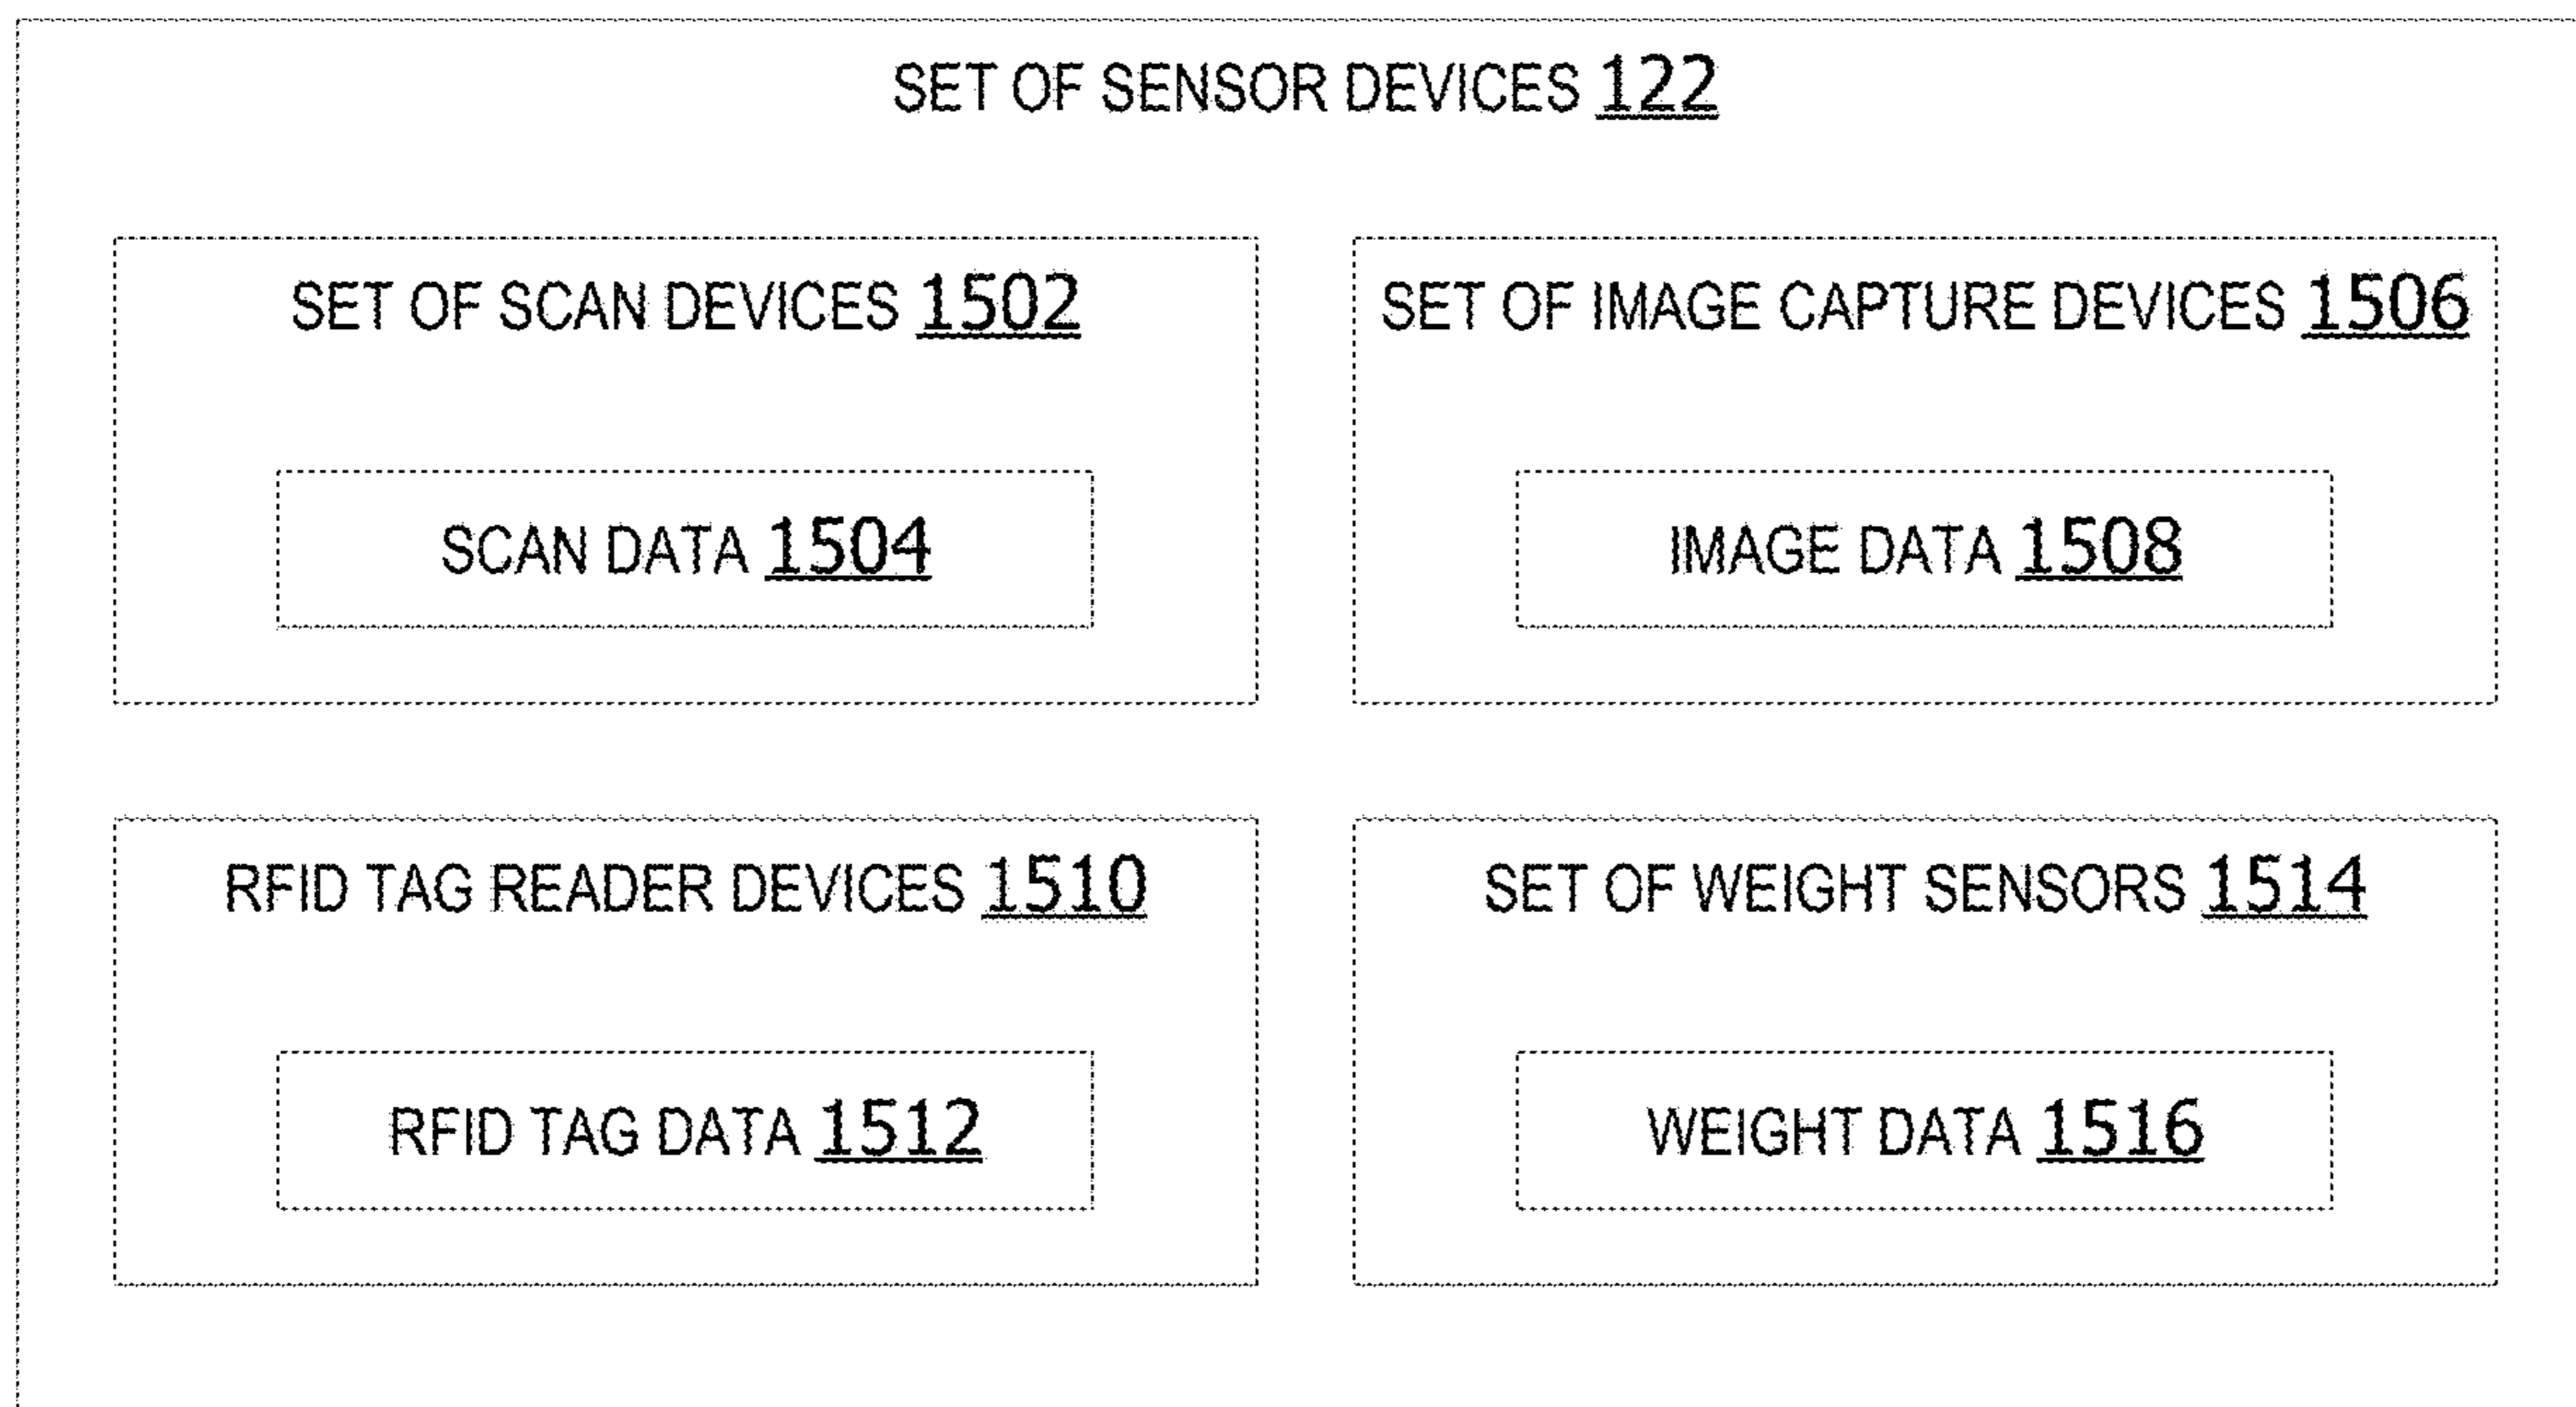 SET OF SENSOR DEVICES 122
SET OF SCAN DEVICES 1502
SCAN DATA 1504
SET OF IMAGE CAPTURE DEVICES 1506
IMAGE DATA 1508
RFID TAG READER DEVICES 1510
RFID TAG DATA 1512
SET OF WEIGHT SENSORS 1514
WEIGHT DATA 1516